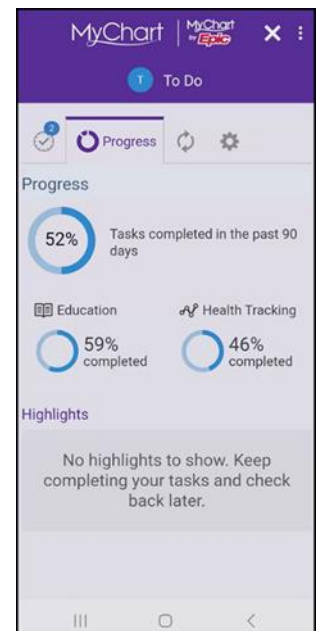 MyChart | MyChart by Epic
T To Do
2
Progress
Progress
52%
Tasks completed in the past 90
days
Education
59%
completed
Health Tracking
46%
completed
Highlights
No highlights to show. Keep
completing your tasks and check
back later.